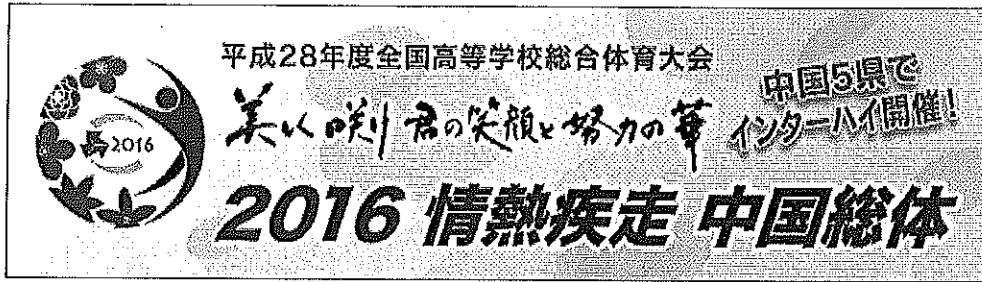 平成28年度全国高等学校総合体育大会
美しく咲け 君の笑顔と努力の華
2016 情熱疾走 中国総体
中国5県で
インターハイ開催!
2016